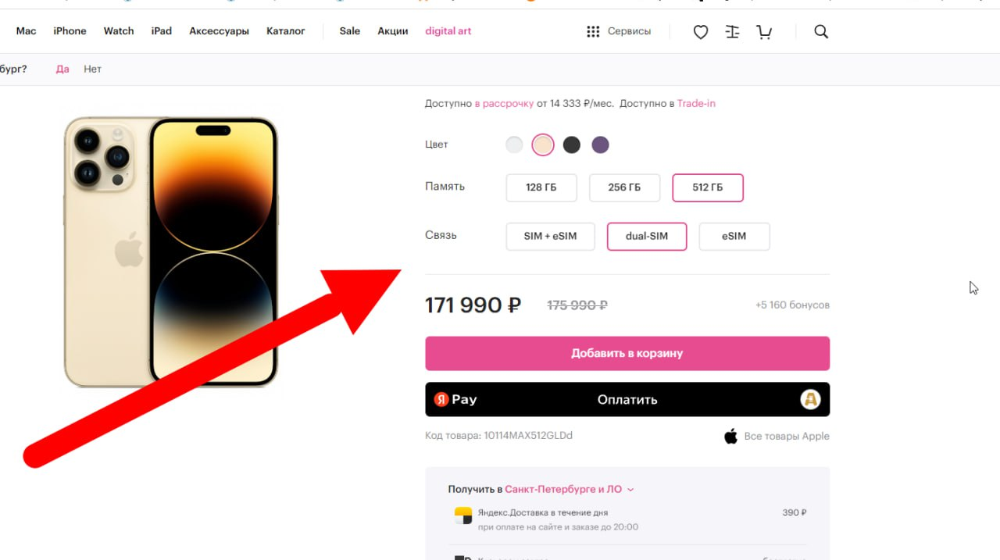 Mac iPhone Watch iPad Аксессуары Каталог Sale Акции digital art Сервисы
бург? Да Нет
Доступно в рассрочку от 14 333 ₽/мес. Доступно в Trade-in
Цвет
Память 128 ГБ 256 ГБ 512 ГБ
Связь SIM + eSIM dual-SIM eSIM
171 990 ₽ 175 990 ₽ +5 160 бонусов
Добавить в корзину
Я Pay Оплатить
Код товара: 10114MAX512GLDd Все товары Apple
Получить в Санкт-Петербурге и ЛО
Яндекс.Доставка в течение дня 390 ₽
при оплате на сайте и заказе до 20:00